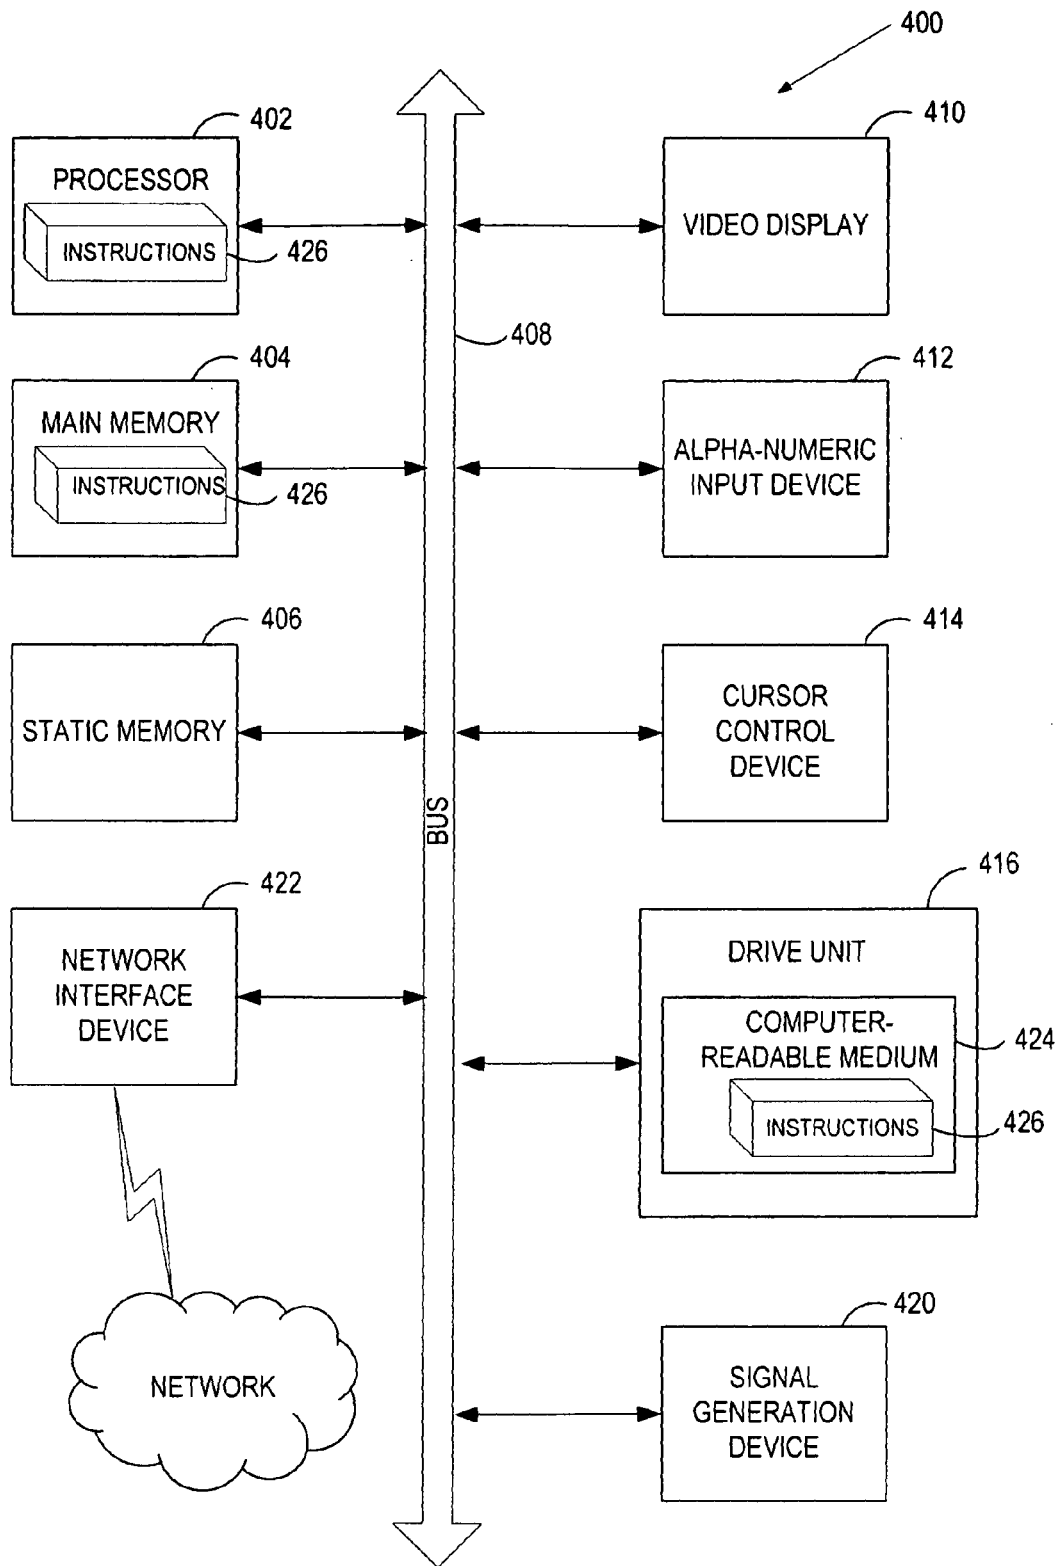 400
402
PROCESSOR
INSTRUCTIONS
426
404
MAIN MEMORY
INSTRUCTIONS
426
406
STATIC MEMORY
422
NETWORK
INTERFACE
DEVICE
NETWORK
BUS
408
410
VIDEO DISPLAY
412
ALPHA-NUMERIC
INPUT DEVICE
414
CURSOR
CONTROL
DEVICE
416
DRIVE UNIT
COMPUTER-
READABLE MEDIUM
424
INSTRUCTIONS
426
420
SIGNAL
GENERATION
DEVICE